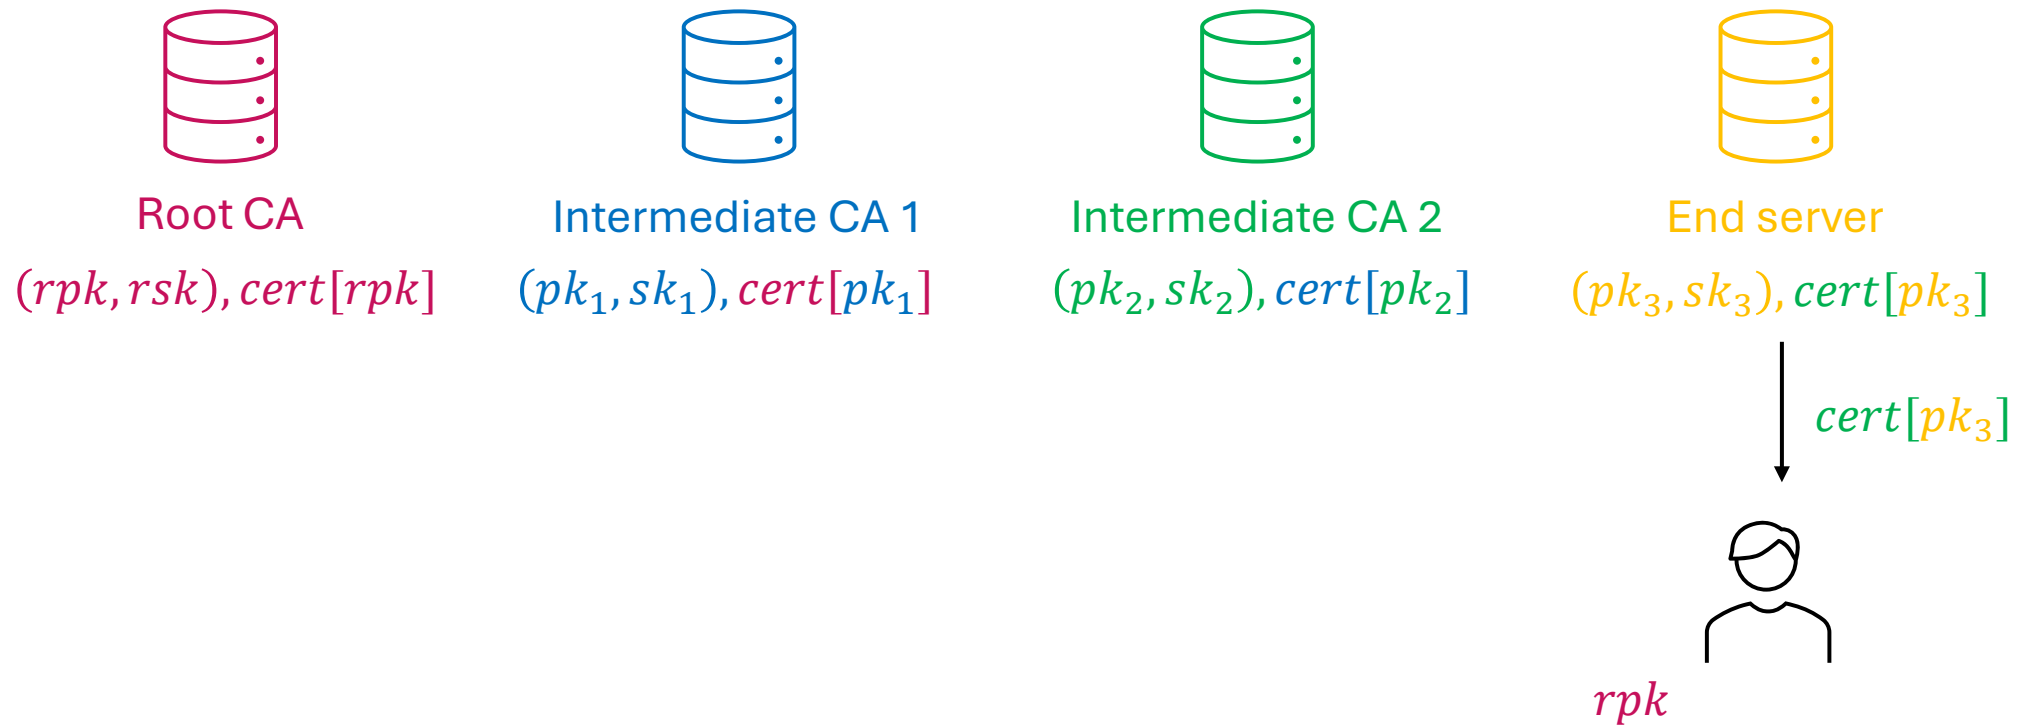 Root CA
Intermediate CA 1
Intermediate CA 2
End server
(rpk, rsk), cert[rpk]
(pk₁, sk₁), cert[pk₁]
(pk₂, sk₂), cert[pk₂]
(pk₃, sk₃), cert[pk₃]
cert[pk₃]
rpk